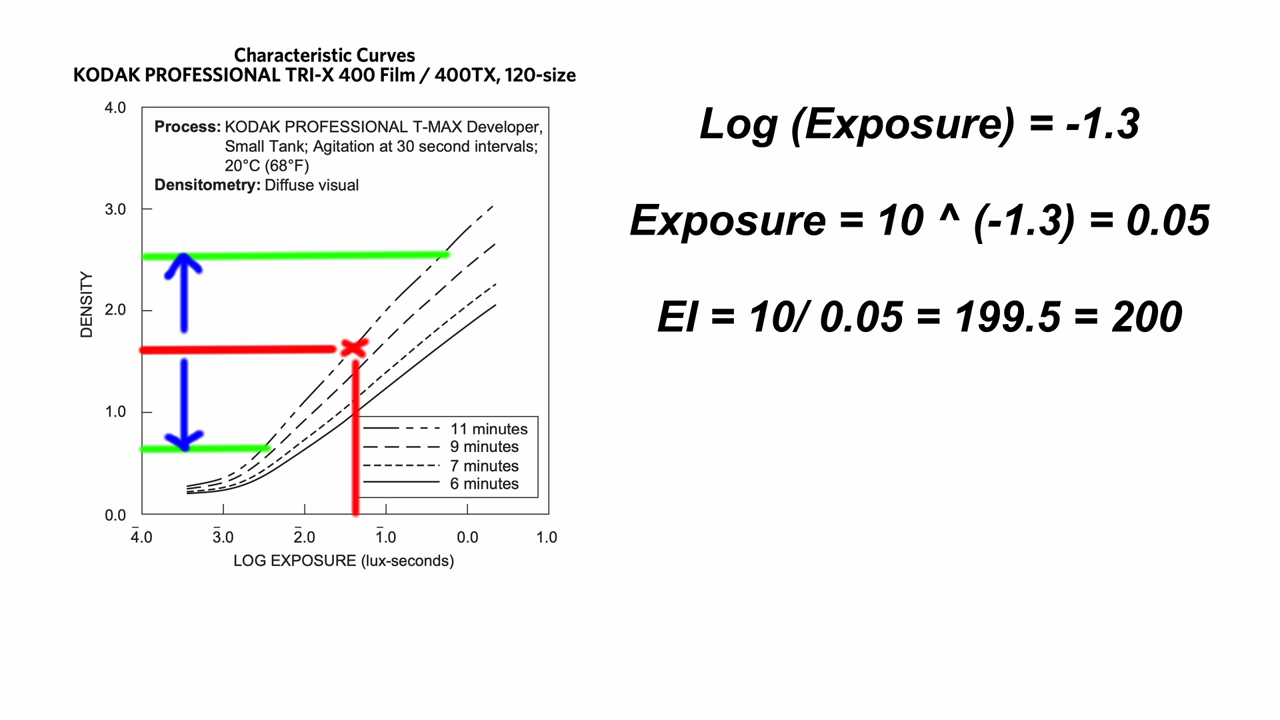 Characteristic Curves
KODAK PROFESSIONAL TRI-X 400 Film / 400TX, 120-size
4.0
Process: KODAK PROFESSIONAL T-MAX Developer,
Small Tank; Agitation at 30 second intervals;
20°C (68°F)
Densitometry: Diffuse visual
3.0
2.0
1.0
0.0
DENSITY
11 minutes
9 minutes
7 minutes
6 minutes
4̅.0 3̅.0 2̅.0 1̅.0 0.0 1.0
LOG EXPOSURE (lux-seconds)
Log (Exposure) = -1.3
Exposure = 10 ^ (-1.3) = 0.05
EI = 10/ 0.05 = 199.5 = 200